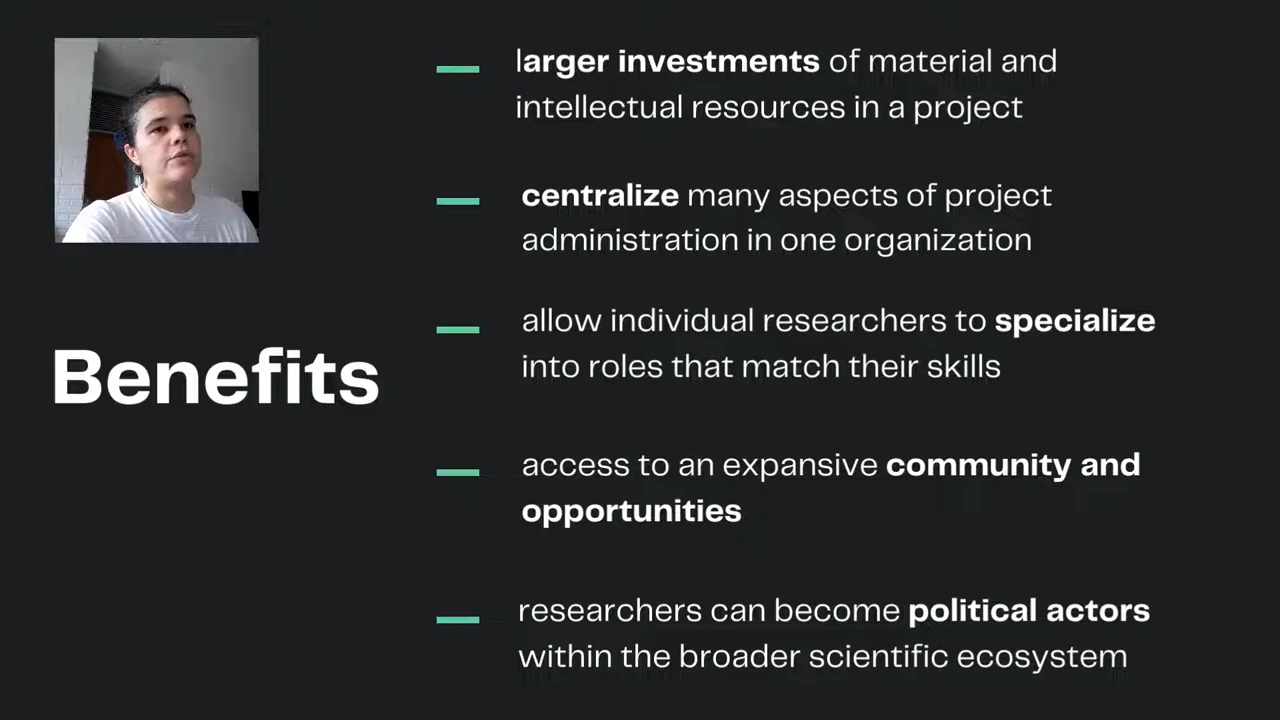 Benefits
larger investments of material and
intellectual resources in a project
centralize many aspects of project
administration in one organization
allow individual researchers to specialize
into roles that match their skills
access to an expansive community and
opportunities
researchers can become political actors
within the broader scientific ecosystem